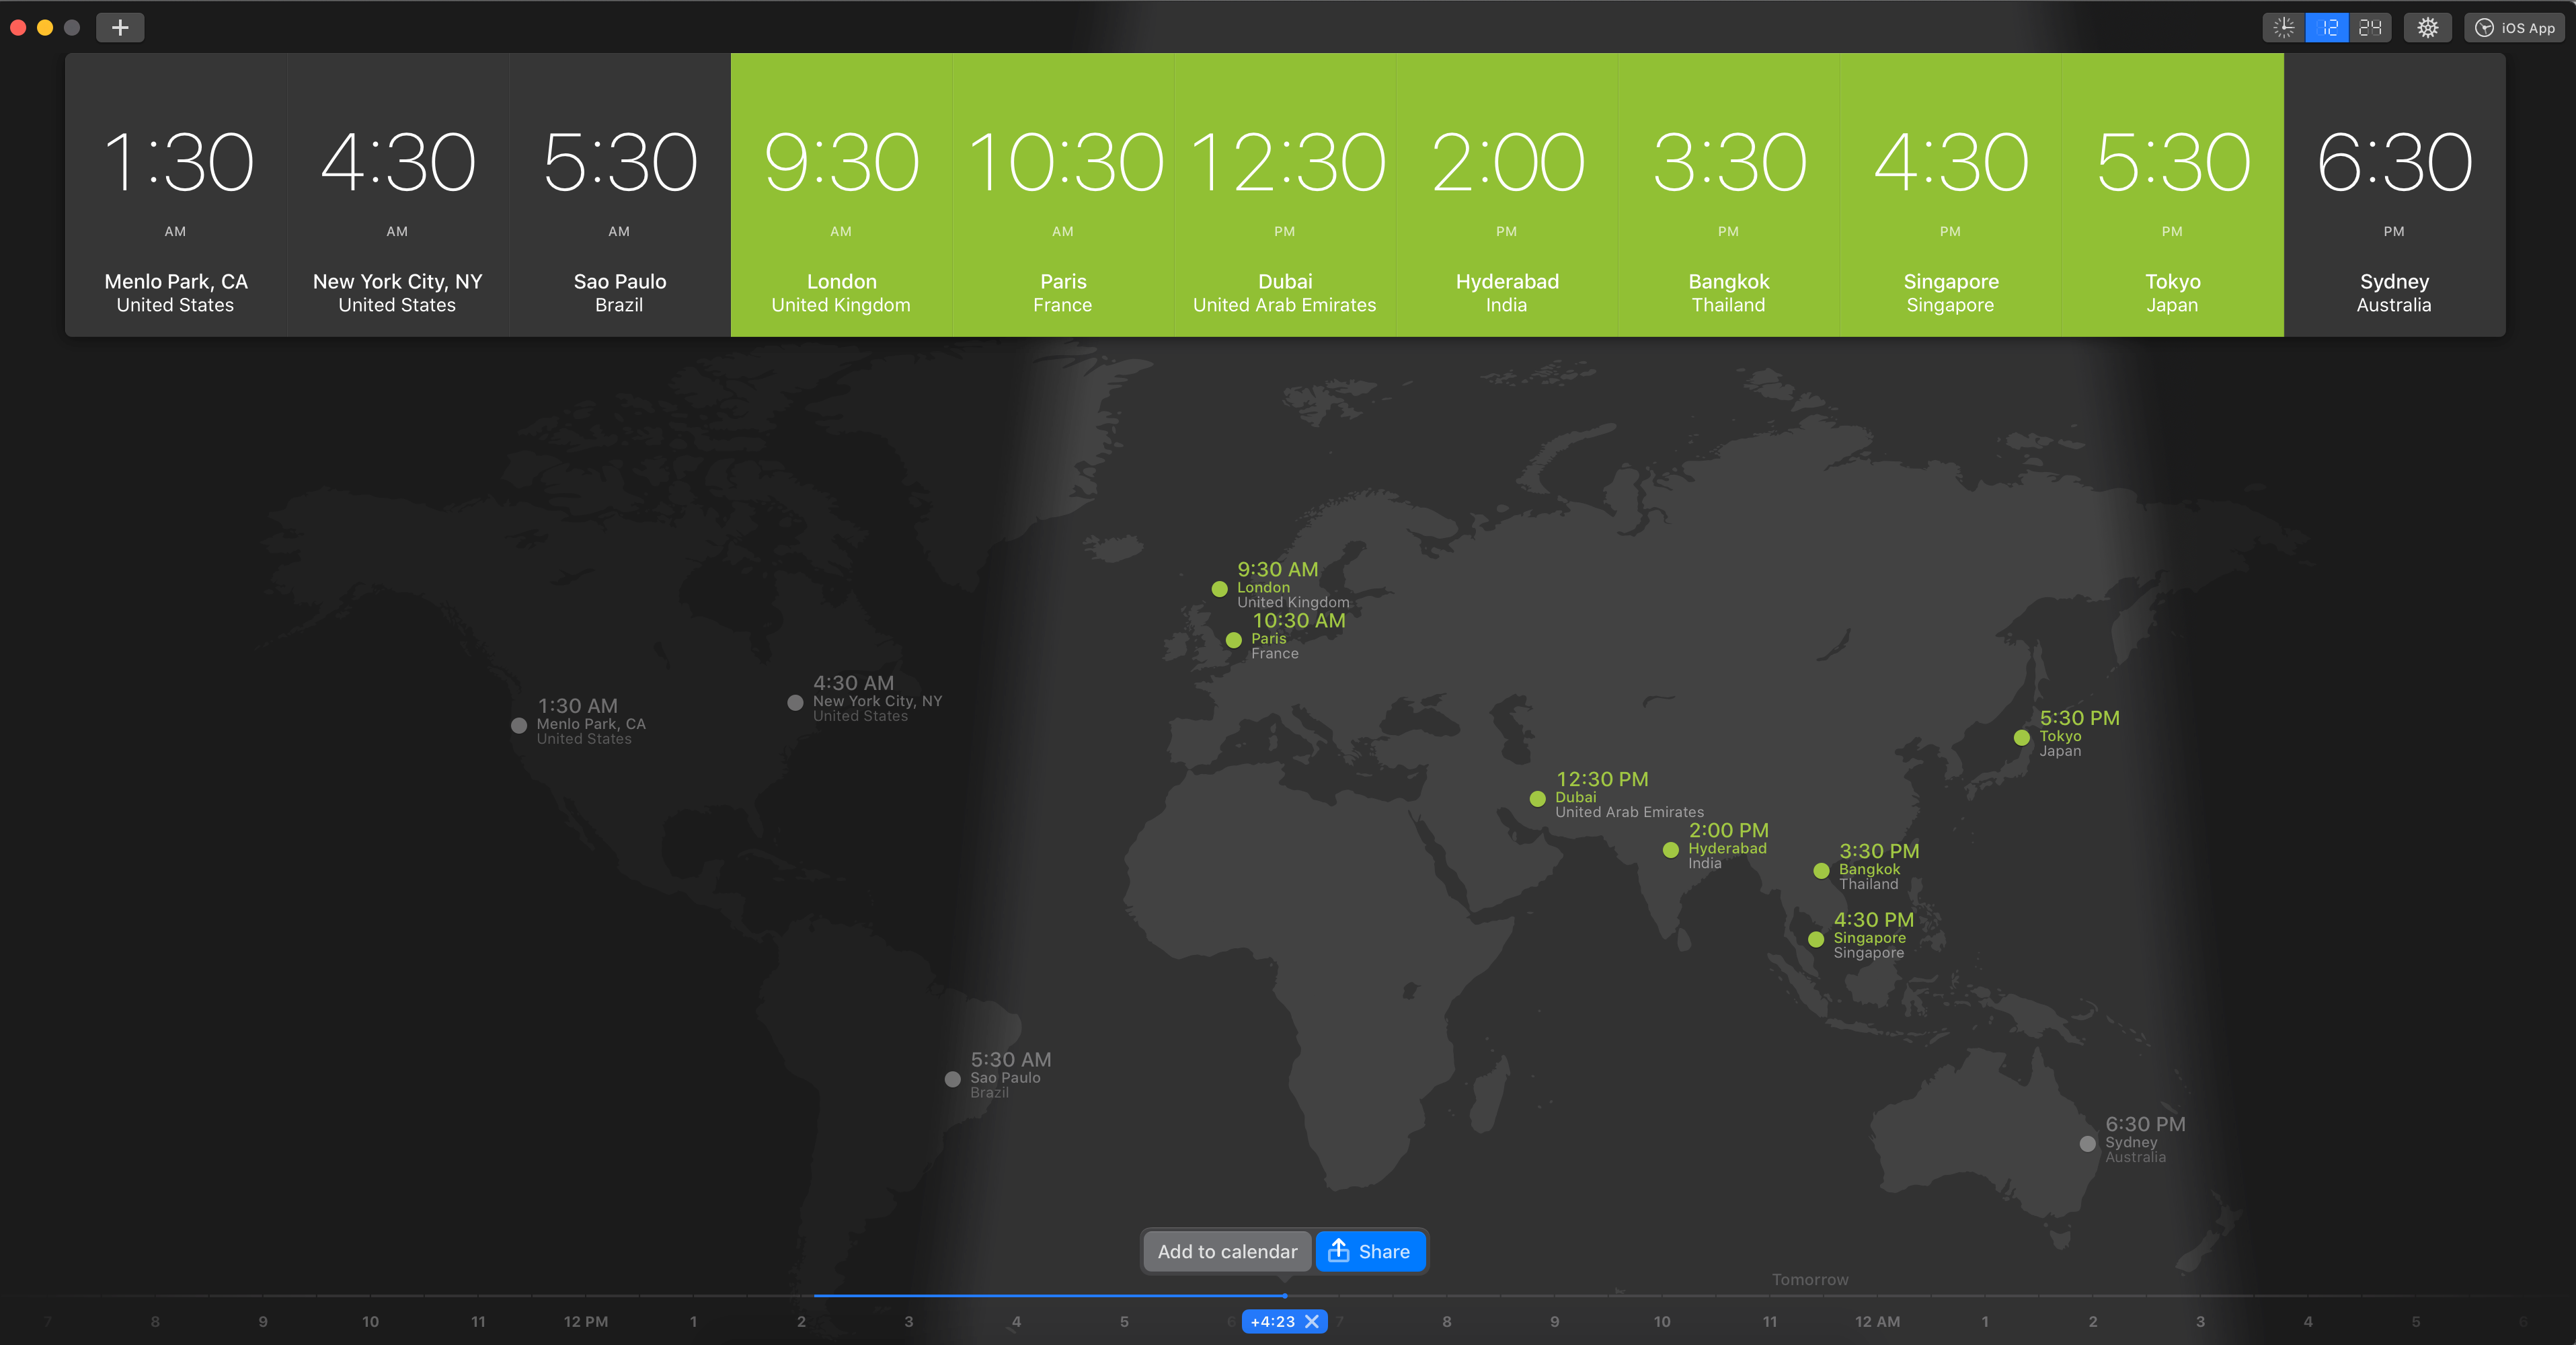 12 24 iOS App
1:30 4:30 5:30 9:30 10:30 12:30 2:00 3:30 4:30 5:30 6:30
AM AM AM AM AM PM PM PM PM PM PM
Menlo Park, CA New York City, NY Sao Paulo London Paris Dubai Hyderabad Bangkok Singapore Tokyo Sydney
United States United States Brazil United Kingdom France United Arab Emirates India Thailand Singapore Japan Australia
9:30 AM
London
United Kingdom
10:30 AM
Paris
France
4:30 AM
New York City, NY
United States
1:30 AM
Menlo Park, CA
United States
5:30 PM
Tokyo
Japan
12:30 PM
Dubai
United Arab Emirates
2:00 PM
Hyderabad
India
3:30 PM
Bangkok
Thailand
4:30 PM
Singapore
Singapore
5:30 AM
Sao Paulo
Brazil
6:30 PM
Sydney
Australia
Add to calendar Share
Tomorrow
7 8 9 10 11 12 PM 1 2 3 4 5 6 +4:23 7 8 9 10 11 12 AM 1 2 3 4 5 6